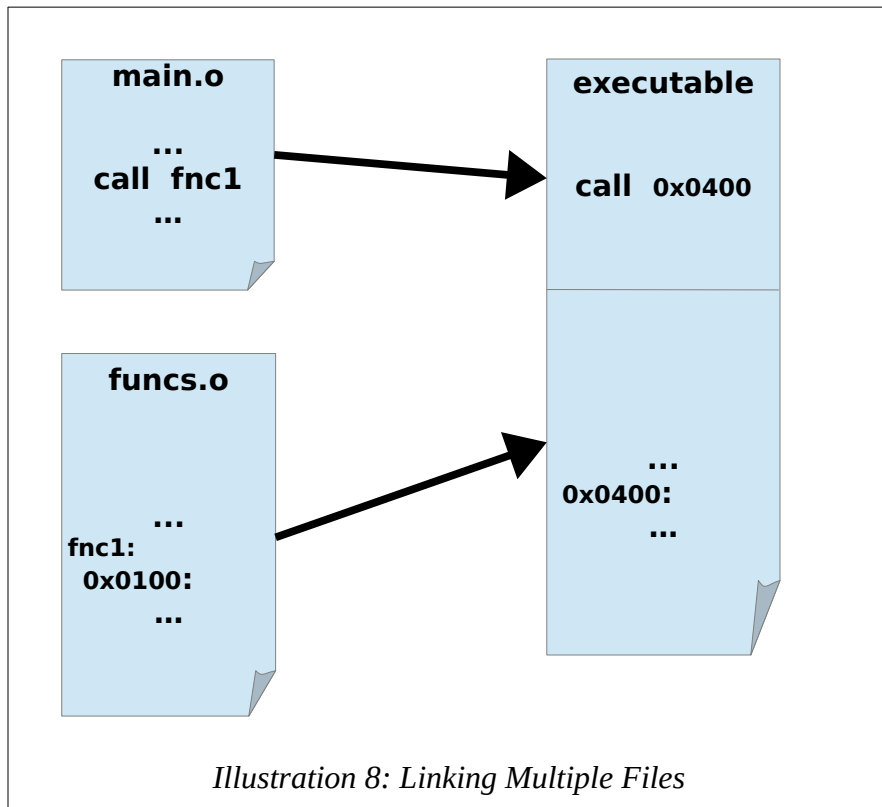 main.o
...
call fnc1
...
funcs.o
...
fnc1:
0x0100:
...
executable
call 0x0400
...
0x0400:
...
Illustration 8: Linking Multiple Files